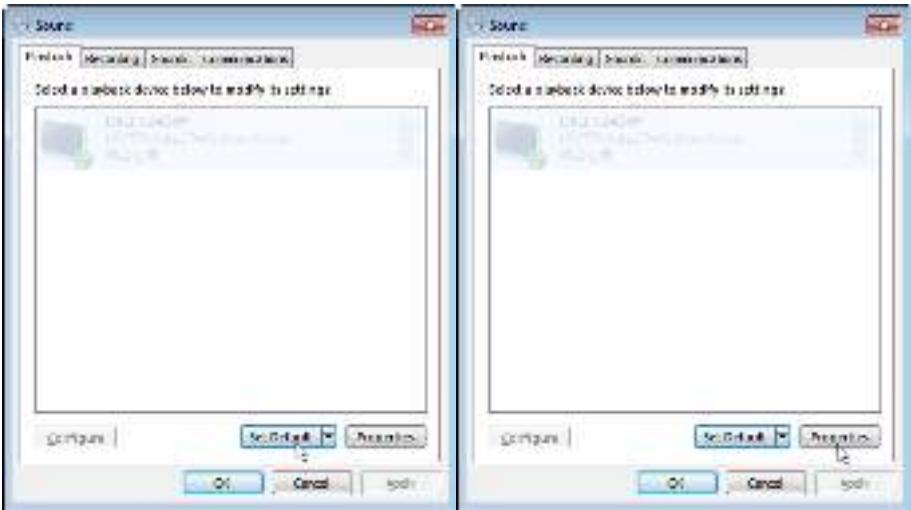 Sound
Playback Recording Sounds Communications
Select a playback device below to modify its settings
Configure Set Default Properties
OK Cancel Apply
Sound
Playback Recording Sounds Communications
Select a playback device below to modify its settings
Configure Set Default Properties
OK Cancel Apply